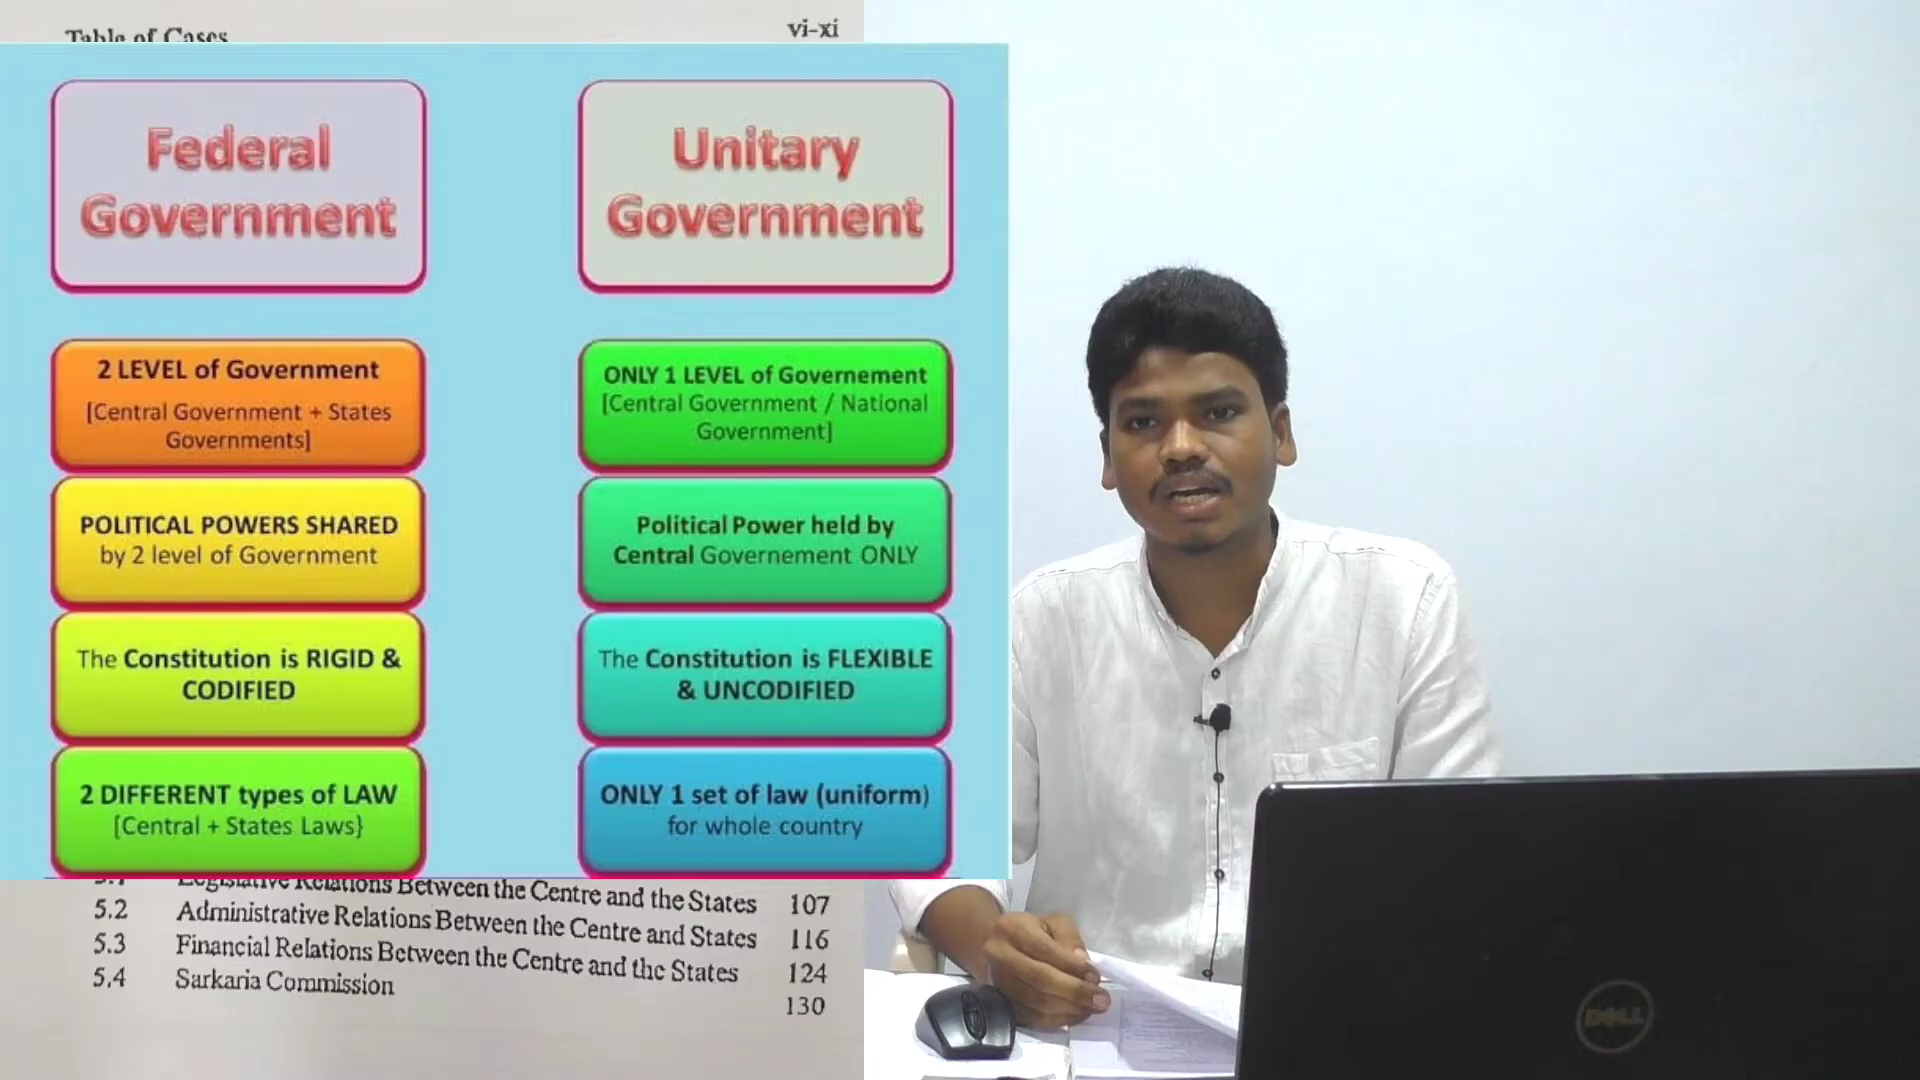 Table of Cases
vi-xi
Federal
Government
Unitary
Government
2 LEVEL of Government
[Central Government + States
Governments]
ONLY 1 LEVEL of Governement
[Central Government / National
Government]
POLITICAL POWERS SHARED
by 2 level of Government
Political Power held by
Central Governement ONLY
The Constitution is RIGID &
CODIFIED
The Constitution is FLEXIBLE
& UNCODIFIED
2 DIFFERENT types of LAW
{Central + States Laws}
ONLY 1 set of law (uniform)
for whole country
5.1 Legislative Relations Between the Centre and the States 107
5.2 Administrative Relations Between the Centre and States 116
5.3 Financial Relations Between the Centre and the States 124
5.4 Sarkaria Commission 130
DELL